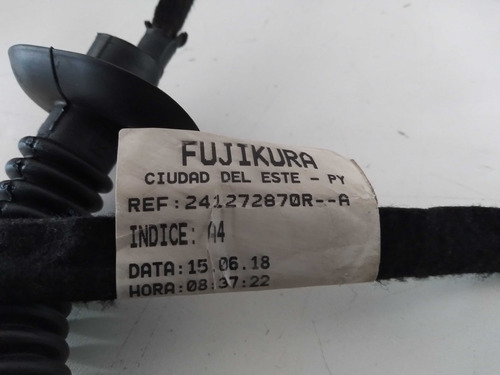 FUJIKURA
CIUDAD DEL ESTE - PY
REF:241272870R--A
INDICE: A4
DATA:15.06.18
HORA:08:37:22